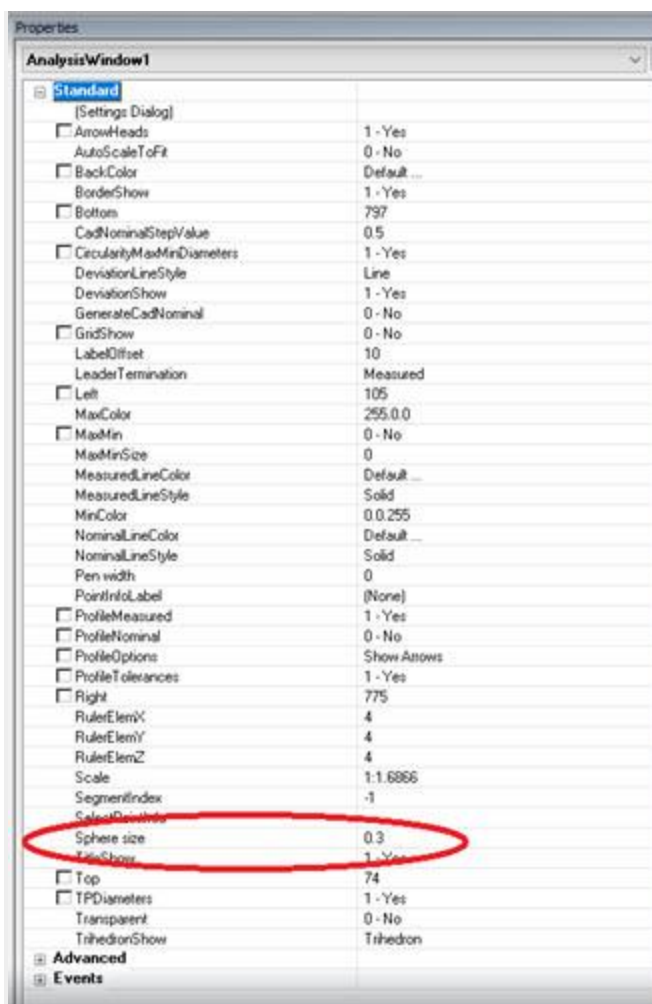 Properties
AnalysisWindow1
Standard
(Settings Dialog)
ArrowHeads 1 - Yes
AutoScaleToFit 0 - No
BackColor Default ...
BorderShow 1 - Yes
Bottom 797
CadNominalStepValue 0.5
CircularityMaxMinDiameters 1 - Yes
DeviationLineStyle Line
DeviationShow 1 - Yes
GenerateCadNominal 0 - No
GridShow 0 - No
LabelOffset 10
LeaderTermination Measured
Left 105
MaxColor 255.0.0
MaxMin 0 - No
MaxMinSize 0
MeasuredLineColor Default ...
MeasuredLineStyle Solid
MinColor 0.0.255
NominalLineColor Default ...
NominalLineStyle Solid
Pen width 0
PointInfoLabel (None)
ProfileMeasured 1 - Yes
ProfileNominal 0 - No
ProfileOptions Show Arrows
ProfileTolerances 1 - Yes
Right 775
RulerElemX 4
RulerElemY 4
RulerElemZ 4
Scale 1:1.6866
SegmentIndex -1
SelectPointInfo
Sphere size 0.3
TitleShow 1 - Yes
Top 74
TPDiameters 1 - Yes
Transparent 0 - No
TrihedronShow Trihedron
Advanced
Events